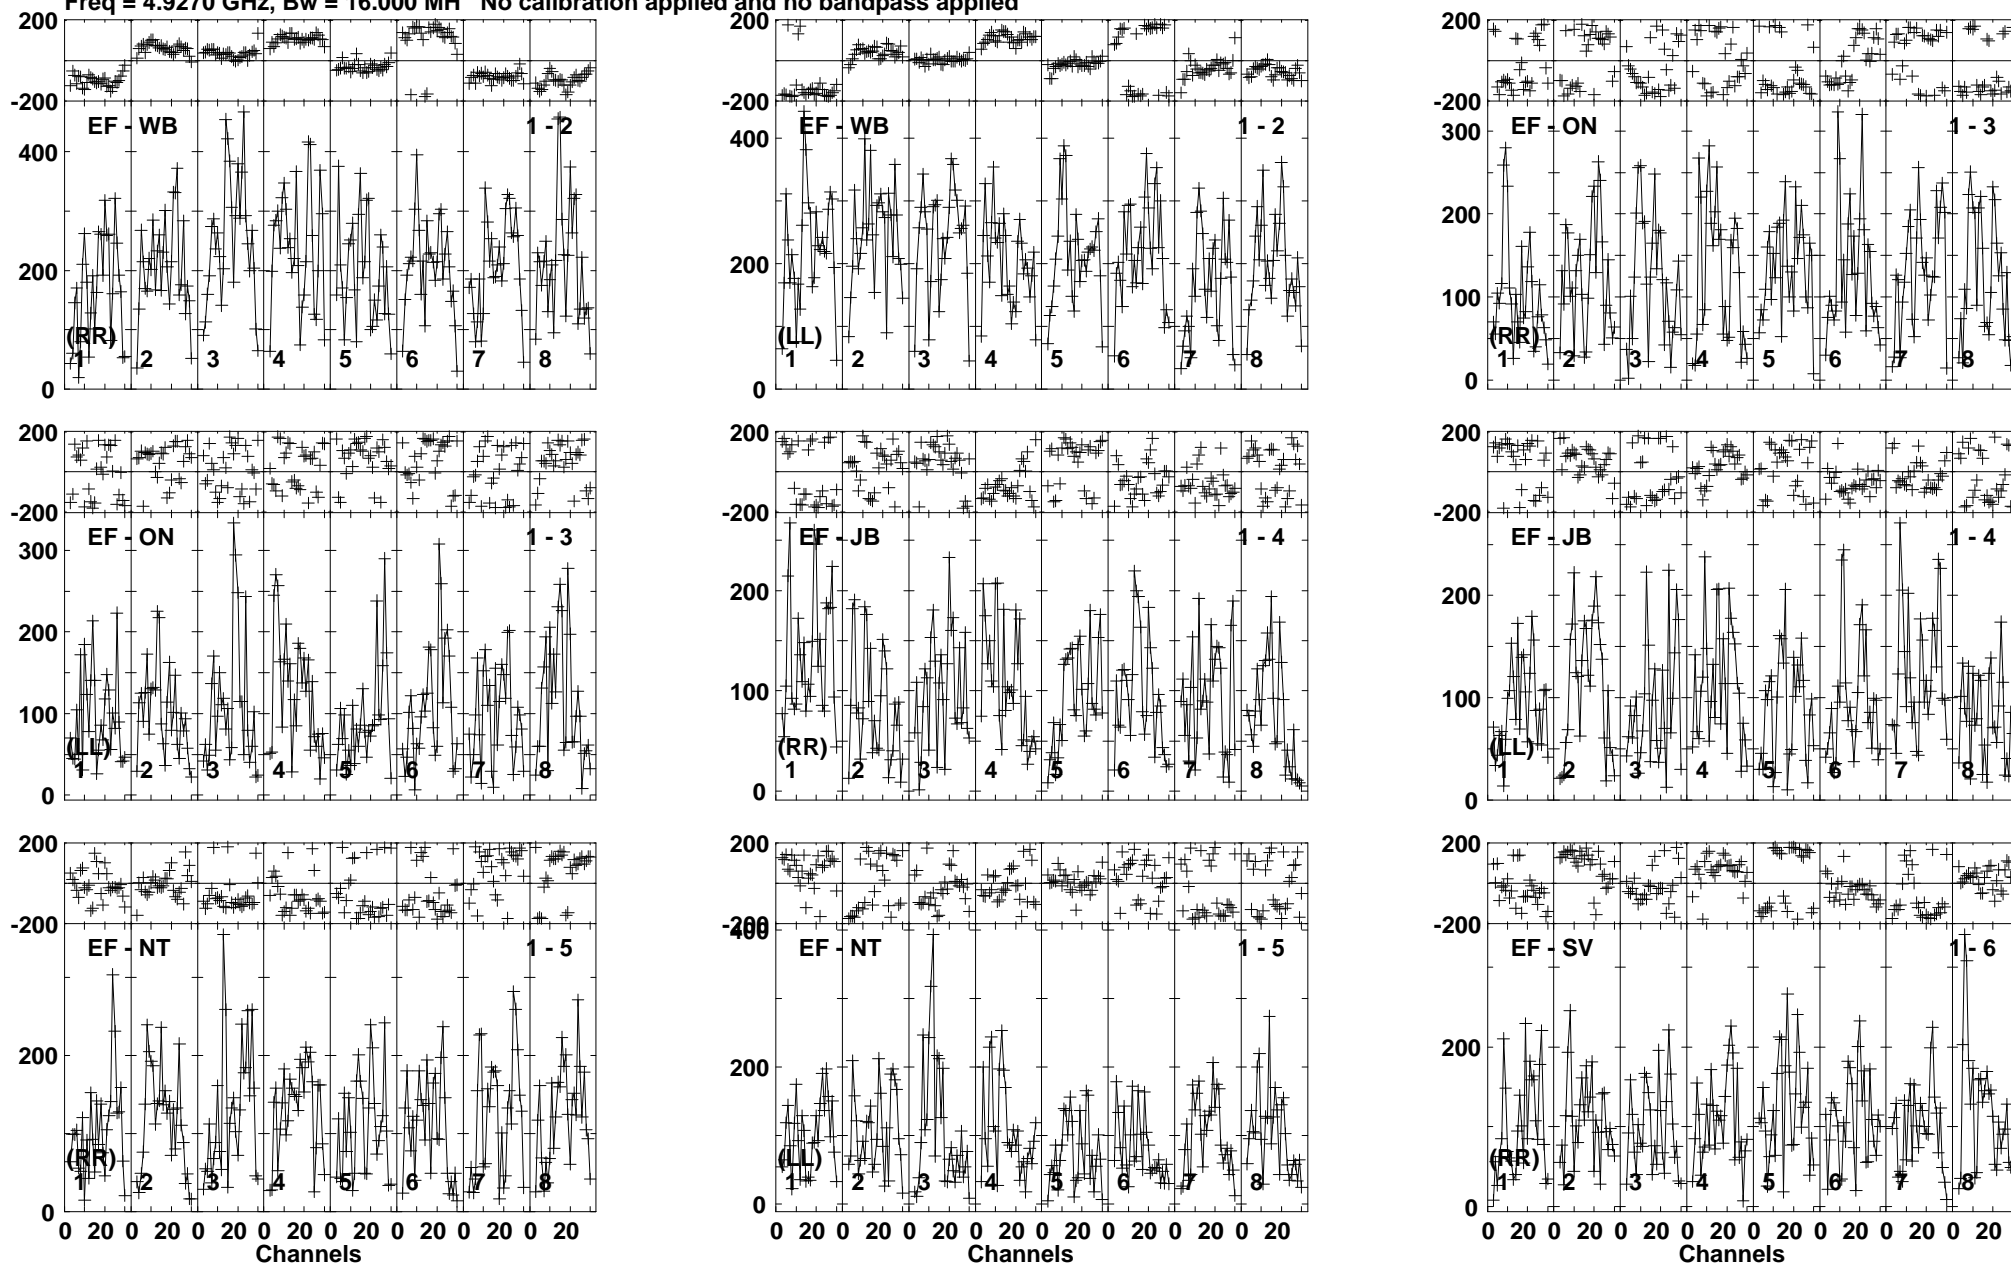 Freq = 4.9270 GHz, Bw = 16.000 MH No calibration applied and no bandpass applied
200 200 200
-200 -200 -200
EF - WB 1 - 2 EF - WB 1 - 2 EF - ON 1 - 3
400 400 300
200 200 200
100
(RR) (LL) (RR)
1 2 3 4 5 6 7 8 1 2 3 4 5 6 7 8 1 2 3 4 5 6 7 8
0 0 0
200 200 200
-200 -200 -200
EF - ON 1 - 3 EF - JB 1 - 4 EF - JB 1 - 4
300 200 200
200 100 100
100
(LL) (RR) (LL)
1 2 3 4 5 6 7 8 1 2 3 4 5 6 7 8 1 2 3 4 5 6 7 8
0 0 0
200 200 200
-200 -200 -200
400
EF - NT 1 - 5 EF - NT 1 - 5 EF - SV 1 - 6
200 200 200
(RR) (LL) (RR)
1 2 3 4 5 6 7 8 1 2 3 4 5 6 7 8 1 2 3 4 5 6 7 8
0 0 0
0 20 0 20 0 20 0 20 0 20 0 20 0 20 0 20 0 20 0 20 0 20 0 20 0 20 0 20 0 20 0 20 0 20 0 20 0 20 0 20 0 20 0 20 0 20 0 20
Channels Channels Channels